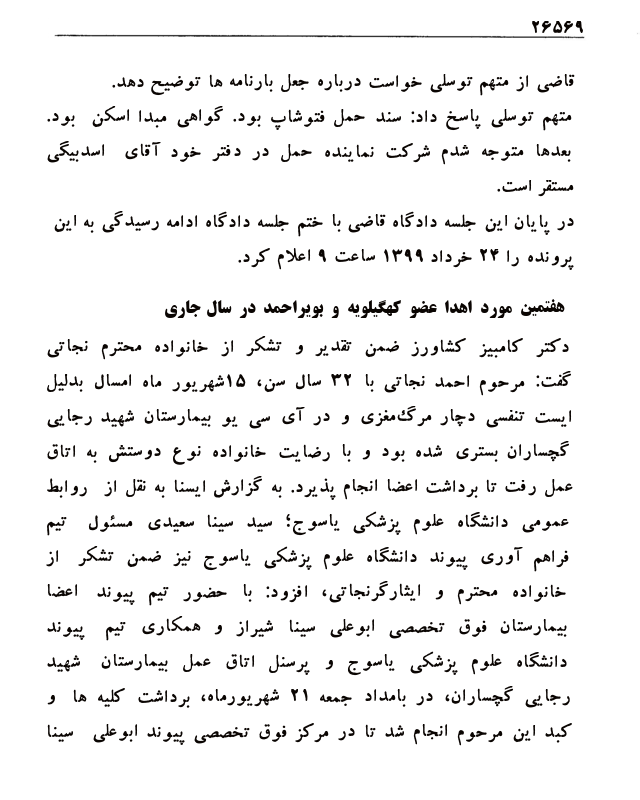 ۲۶۵۶۹
قاضی از متهم توسلی خواست درباره جعل بارنامه ها توضیح دهد.
متهم توسلی پاسخ داد: سند حمل فتوشاپ بود. گواهی مبدا اسکن بود.
بعدها متوجه شدم شرکت نماینده حمل در دفتر خود آقای اسدبیگی
مستقر است.
در پایان این جلسه دادگاه قاضی با ختم جلسه دادگاه ادامه رسیدگی به این
پرونده را ۲۴ خرداد ۱۳۹۹ ساعت ۹ اعلام کرد.
هفتمین مورد اهدا عضو کهگیلویه و بویراحمد در سال جاری
دکتر کامبیز کشاورز ضمن تقدیر و تشکر از خانواده محترم نجاتی
گفت: مرحوم احمد نجاتی با ۳۲ سال سن، ۱۵شهریور ماه امسال بدلیل
ایست تنفسی دچار مرگ‌مغزی و در آی سی یو بیمارستان شهید رجایی
گچساران بستری شده بود و با رضایت خانواده نوع دوستش به اتاق
عمل رفت تا برداشت اعضا انجام پذیرد. به گزارش ایسنا به نقل از روابط
عمومی دانشگاه علوم پزشکی یاسوج؛ سید سینا سعیدی مسئول تیم
فراهم آوری پیوند دانشگاه علوم پزشکی یاسوج نیز ضمن تشکر از
خانواده محترم و ایثارگرنجاتی، افزود: با حضور تیم پیوند اعضا
بیمارستان فوق تخصصی ابوعلی سینا شیراز و همکاری تیم پیوند
دانشگاه علوم پزشکی یاسوج و پرسنل اتاق عمل بیمارستان شهید
رجایی گچساران، در بامداد جمعه ۲۱ شهریورماه، برداشت کلیه ها و
کبد این مرحوم انجام شد تا در مرکز فوق تخصصی پیوند ابوعلی سینا